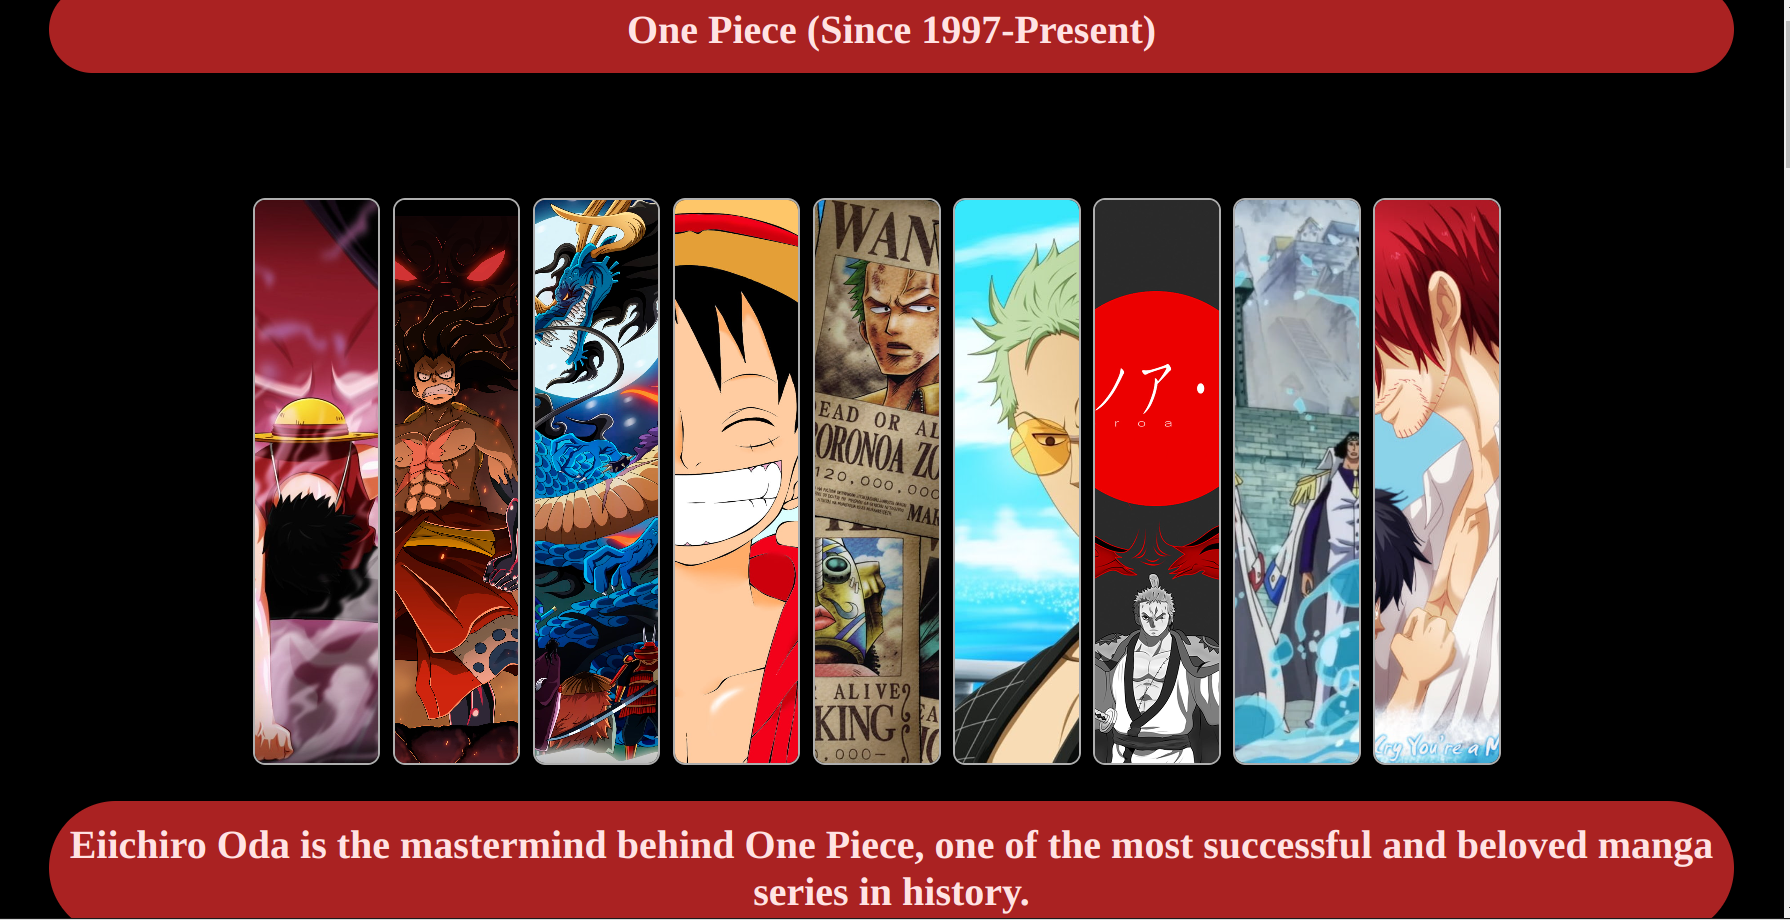 One Piece (Since 1997-Present)
WAN
DEAD OR AL
ORONOA ZO
120,000,000
MAR
ノア・
r o a
ALIVE
KING
,000-
Cry You're a M
Eiichiro Oda is the mastermind behind One Piece, one of the most successful and beloved manga
series in history.